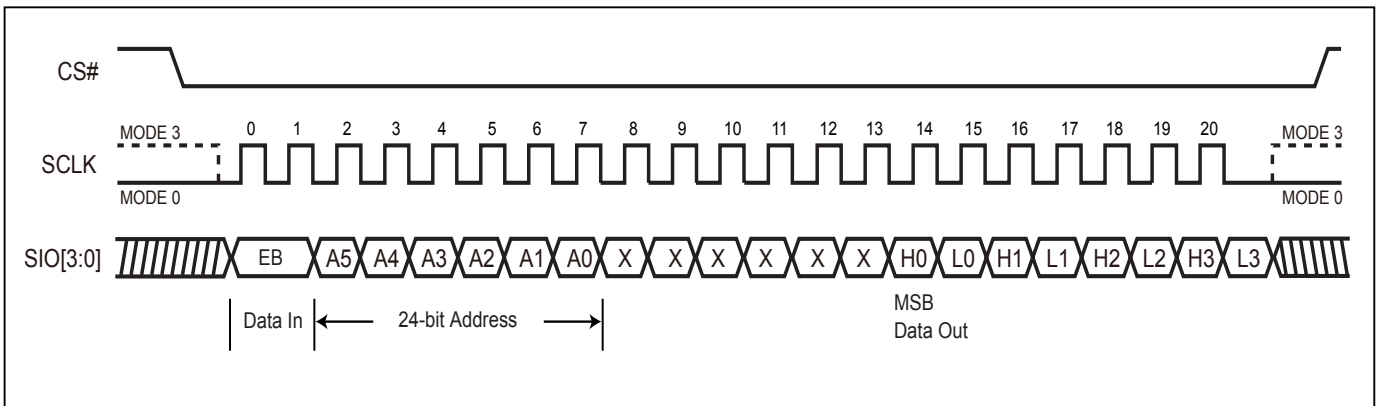 CS#
MODE 3 0 1 2 3 4 5 6 7 8 9 10 11 12 13 14 15 16 17 18 19 20 MODE 3
SCLK
MODE 0 MODE 0
SIO[3:0] EB A5 A4 A3 A2 A1 A0 X X X X X X H0 L0 H1 L1 H2 L2 H3 L3
Data In 24-bit Address MSB
Data Out